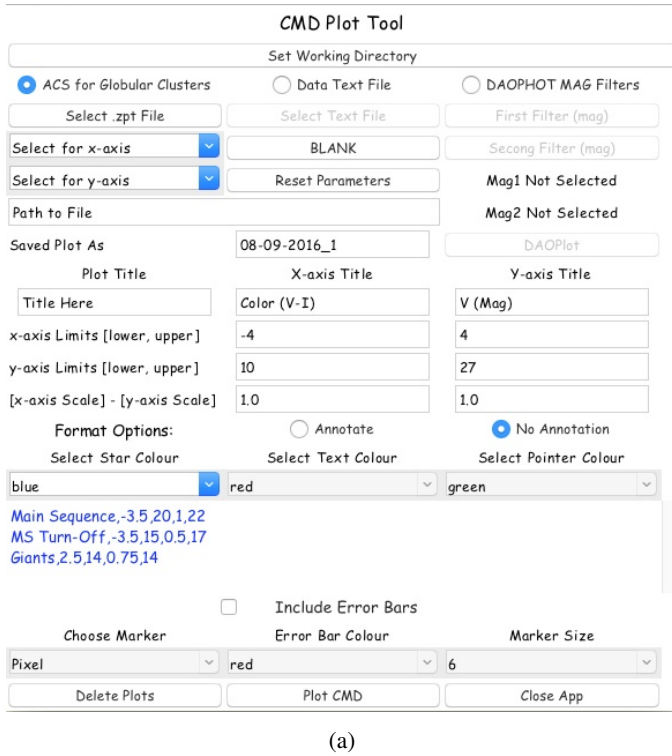 CMD Plot Tool
Set Working Directory
ACS for Globular Clusters Data Text File DAOPHOT MAG Filters
Select .zpt File Select Text File First Filter (mag)
Select for x-axis BLANK Secong Filter (mag)
Select for y-axis Reset Parameters Mag1 Not Selected
Path to File Mag2 Not Selected
Saved Plot As 08-09-2016_1 DAOPlot
Plot Title X-axis Title Y-axis Title
Title Here Color (V-I) V (Mag)
x-axis Limits [lower, upper] -4 4
y-axis Limits [lower, upper] 10 27
[x-axis Scale] - [y-axis Scale] 1.0 1.0
Format Options: Annotate No Annotation
Select Star Colour Select Text Colour Select Pointer Colour
blue red green
Main Sequence,-3.5,20,1,22
MS Turn-Off,-3.5,15,0.5,17
Giants,2.5,14,0.75,14
Include Error Bars
Choose Marker Error Bar Colour Marker Size
Pixel red 6
Delete Plots Plot CMD Close App
(a)